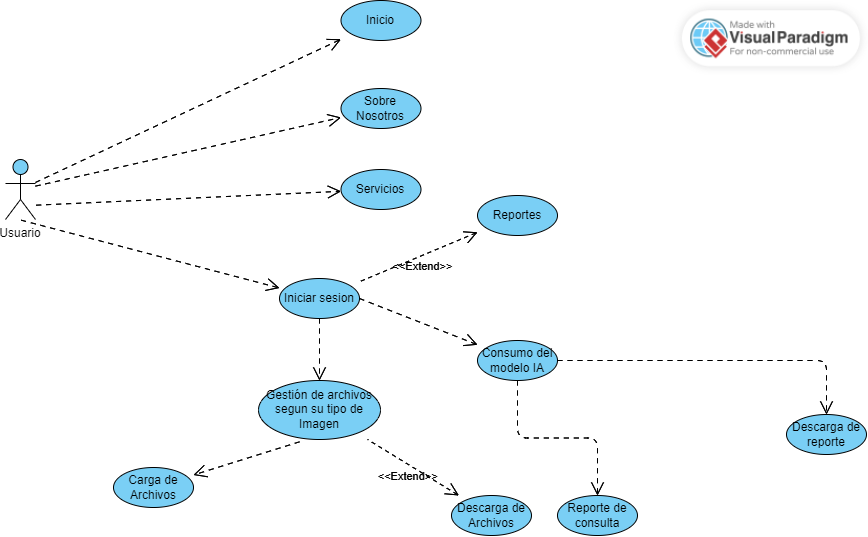 Inicio
Made with
VisualParadigm
For non-commercial use
Sobre
Nosotros
Servicios
Reportes
Usuario
<<Extend>>
Iniciar sesion
Consumo del
modelo IA
Gestión de archivos
segun su tipo de
Imagen
Descarga de
reporte
Carga de
Archivos
<<Extend>>
Descarga de
Archivos
Reporte de
consulta